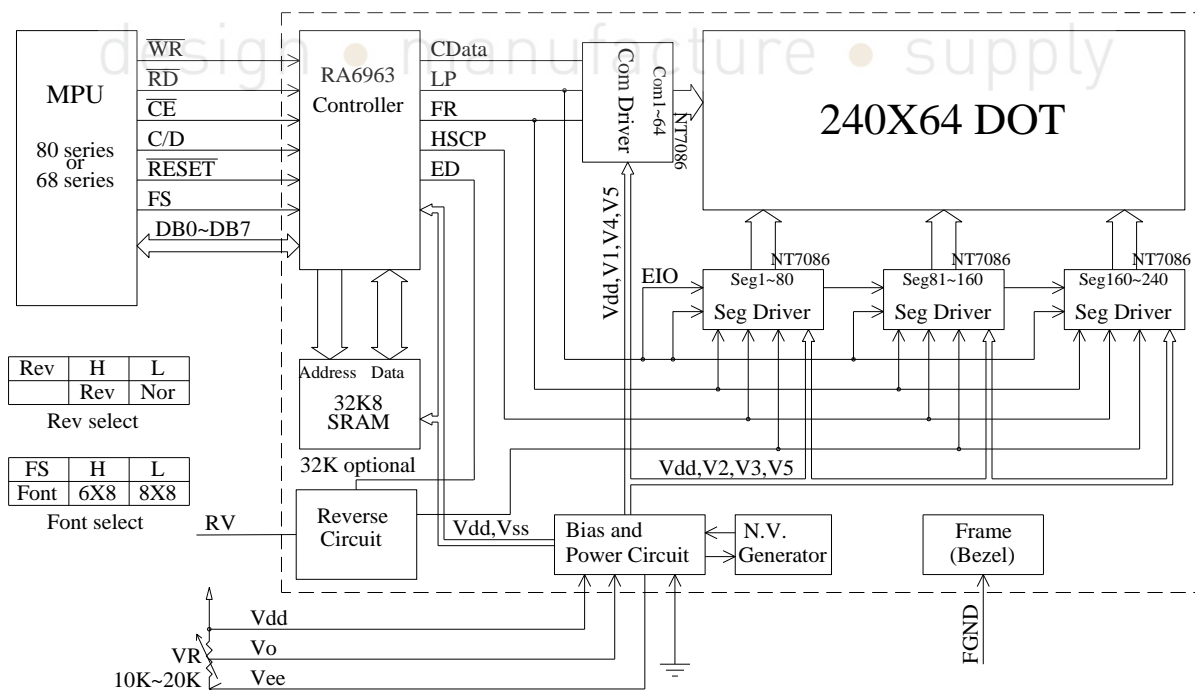 design • manufacture • supply
MPU
80 series
or
68 series
WR
RD
CE
C/D
RESET
FS
DB0~DB7
RA6963
Controller
CData
LP
FR
HSCP
ED
Com Driver
Com1~64
NT7086
240X64 DOT
Vdd,V1,V4,V5
EIO
NT7086
Seg1~80
Seg Driver
NT7086
Seg81~160
Seg Driver
NT7086
Seg160~240
Seg Driver
Address Data
32K8
SRAM
32K optional
Rev H L
Rev Nor
Rev select
FS H L
Font 6X8 8X8
Font select
RV
Reverse
Circuit
Vdd,Vss
Vdd,V2,V3,V5
Bias and
Power Circuit
N.V.
Generator
Frame
(Bezel)
FGND
Vdd
Vo
Vee
VR
10K~20K